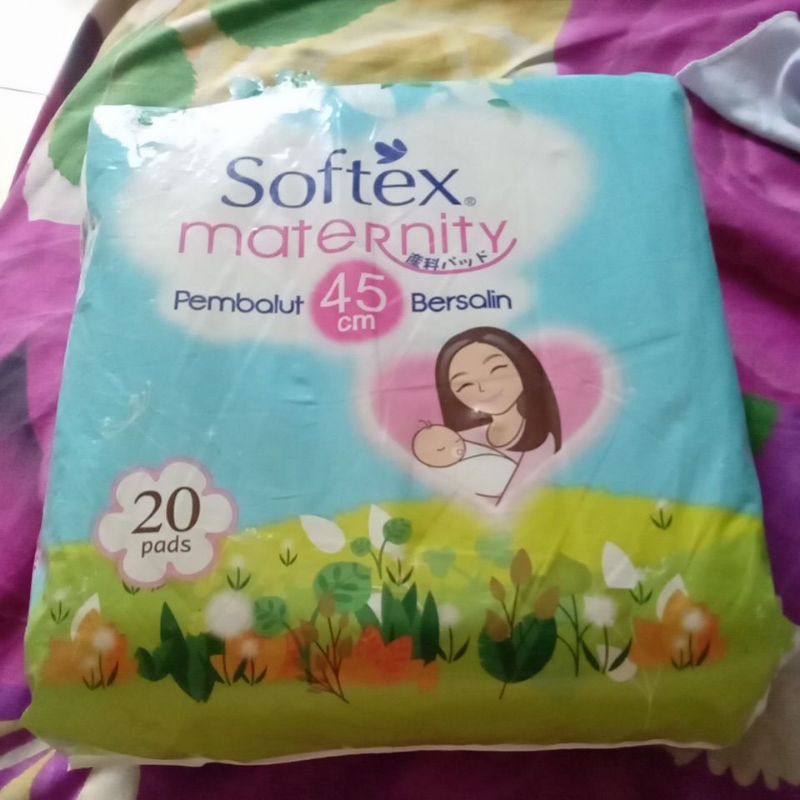 Softex®
maternity
産科パッド
Pembalut 45 cm Bersalin
20
pads